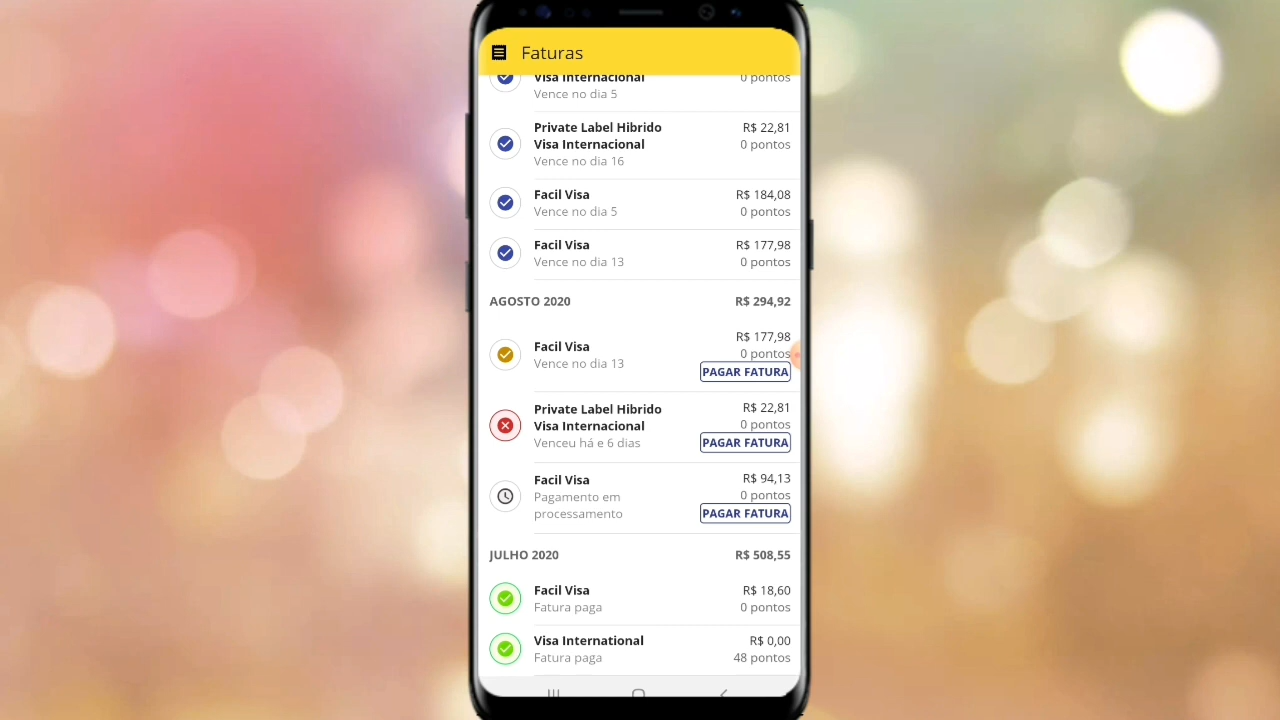 Faturas
Visa Internacional 0 pontos
Vence no dia 5
Private Label Hibrido R$ 22,81
Visa Internacional 0 pontos
Vence no dia 16
Facil Visa R$ 184,08
Vence no dia 5 0 pontos
Facil Visa R$ 177,98
Vence no dia 13 0 pontos
AGOSTO 2020 R$ 294,92
R$ 177,98
Facil Visa 0 pontos
Vence no dia 13 PAGAR FATURA
Private Label Hibrido R$ 22,81
Visa Internacional 0 pontos
Venceu há e 6 dias PAGAR FATURA
Facil Visa R$ 94,13
Pagamento em 0 pontos
processamento PAGAR FATURA
JULHO 2020 R$ 508,55
Facil Visa R$ 18,60
Fatura paga 0 pontos
Visa International R$ 0,00
Fatura paga 48 pontos